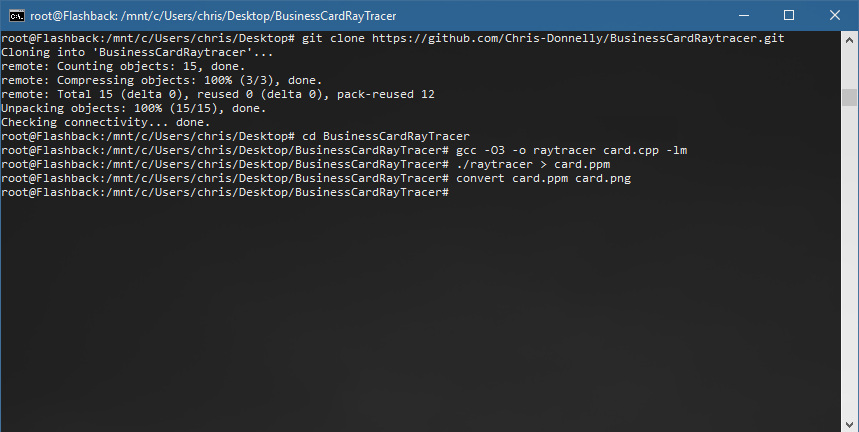 root@Flashback: /mnt/c/Users/chris/Desktop/BusinessCardRayTracer
root@Flashback:/mnt/c/Users/chris/Desktop# git clone https://github.com/Chris-Donnelly/BusinessCardRaytracer.git
Cloning into 'BusinessCardRaytracer'...
remote: Counting objects: 15, done.
remote: Compressing objects: 100% (3/3), done.
remote: Total 15 (delta 0), reused 0 (delta 0), pack-reused 12
Unpacking objects: 100% (15/15), done.
Checking connectivity... done.
root@Flashback:/mnt/c/Users/chris/Desktop# cd BusinessCardRayTracer
root@Flashback:/mnt/c/Users/chris/Desktop/BusinessCardRayTracer# gcc -O3 -o raytracer card.cpp -lm
root@Flashback:/mnt/c/Users/chris/Desktop/BusinessCardRayTracer# ./raytracer > card.ppm
root@Flashback:/mnt/c/Users/chris/Desktop/BusinessCardRayTracer# convert card.ppm card.png
root@Flashback:/mnt/c/Users/chris/Desktop/BusinessCardRayTracer#